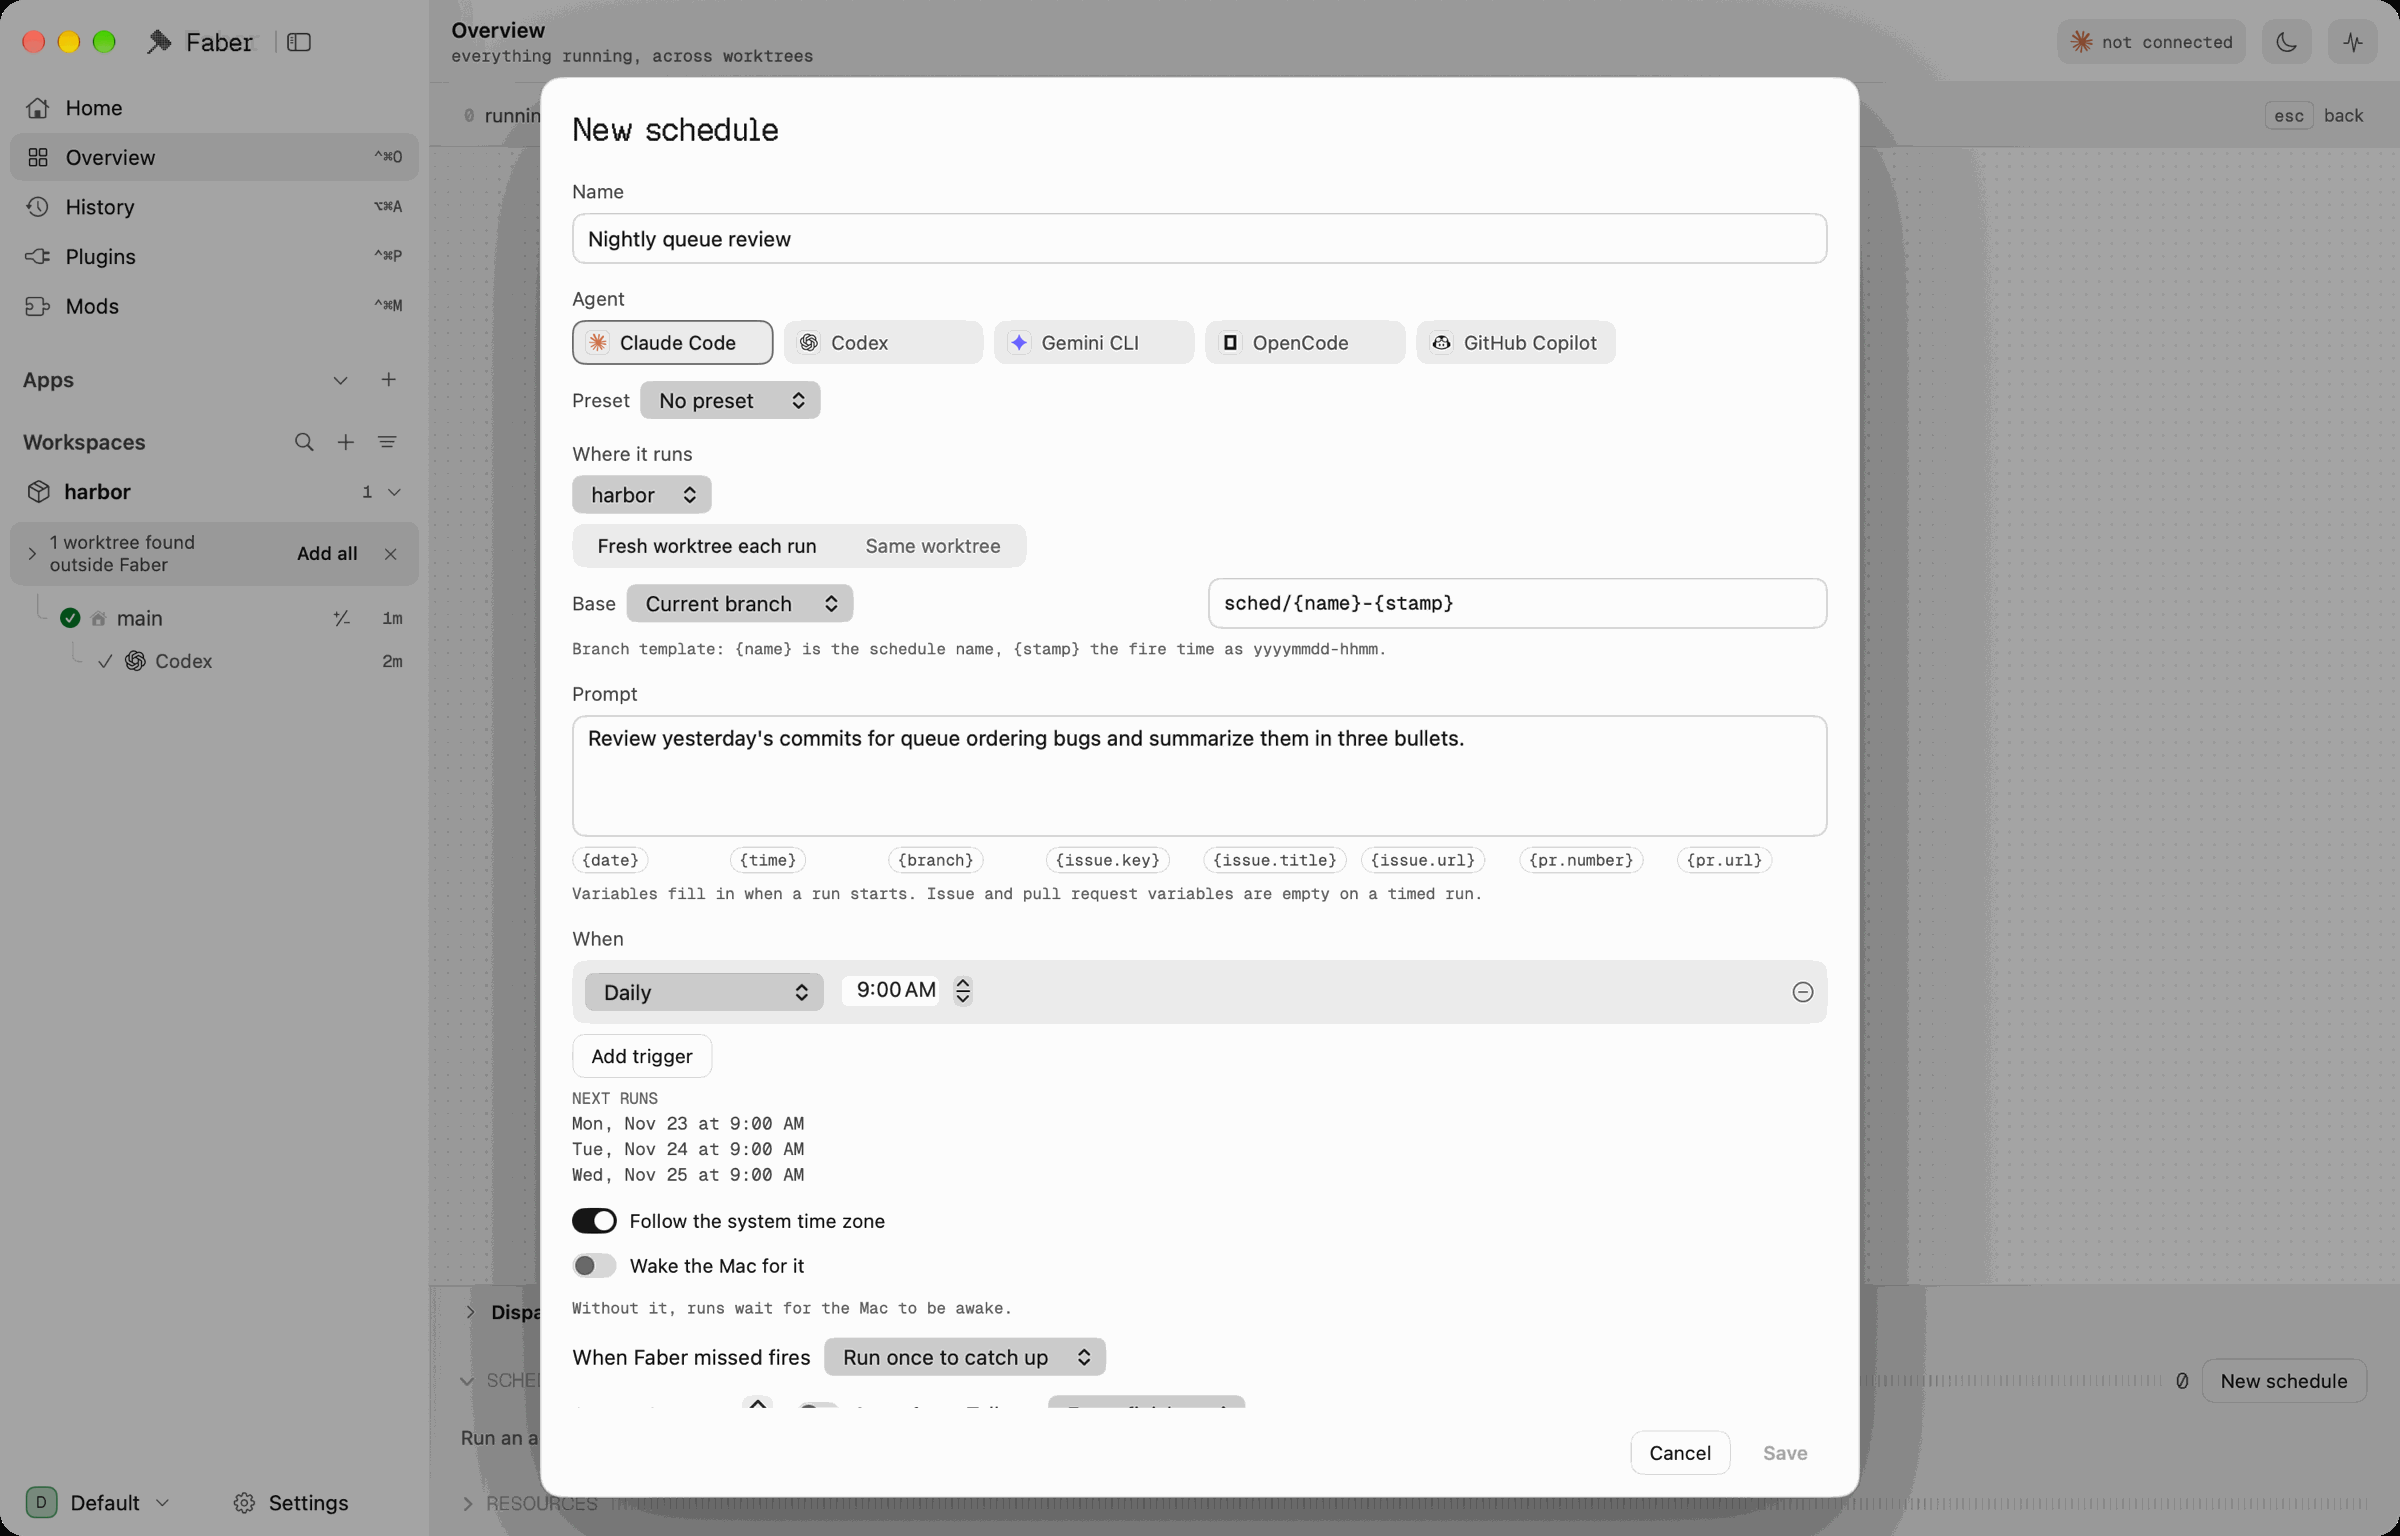 Faber
Overview
everything running, across worktrees
not connected
Home
0 runnin
esc back
Overview ^⌘O
History ⌥⌘A
Plugins ^⌘P
Mods ^⌘M
Apps
Workspaces
harbor 1
1 worktree found
outside Faber
Add all
main 1m
Codex 2m
D Default
Settings
New schedule
Name
Nightly queue review
Agent
Claude Code Codex Gemini CLI OpenCode GitHub Copilot
Preset No preset
Where it runs
harbor
Fresh worktree each run Same worktree
Base Current branch sched/{name}-{stamp}
Branch template: {name} is the schedule name, {stamp} the fire time as yyyymmdd-hhmm.
Prompt
Review yesterday's commits for queue ordering bugs and summarize them in three bullets.
{date} {time} {branch} {issue.key} {issue.title} {issue.url} {pr.number} {pr.url}
Variables fill in when a run starts. Issue and pull request variables are empty on a timed run.
When
Daily 9:00 AM
Add trigger
NEXT RUNS
Mon, Nov 23 at 9:00 AM
Tue, Nov 24 at 9:00 AM
Wed, Nov 25 at 9:00 AM
Follow the system time zone
Wake the Mac for it
Without it, runs wait for the Mac to be awake.
When Faber missed fires Run once to catch up
Cancel Save
Dispa
SCHED
0 New schedule
Run an a
RESOURCES